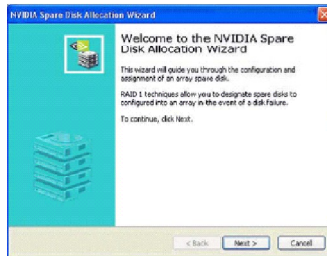 NVIDIA Spare Disk Allocation Wizard
Welcome to the NVIDIA Spare
Disk Allocation Wizard
This wizard will guide you through the configuration and
assignment of an array spare disk.
RAID 1 techniques allow you to designate spare disks to
configured into an array in the event of a disk failure.
To continue, click Next.
< Back
Next >
Cancel